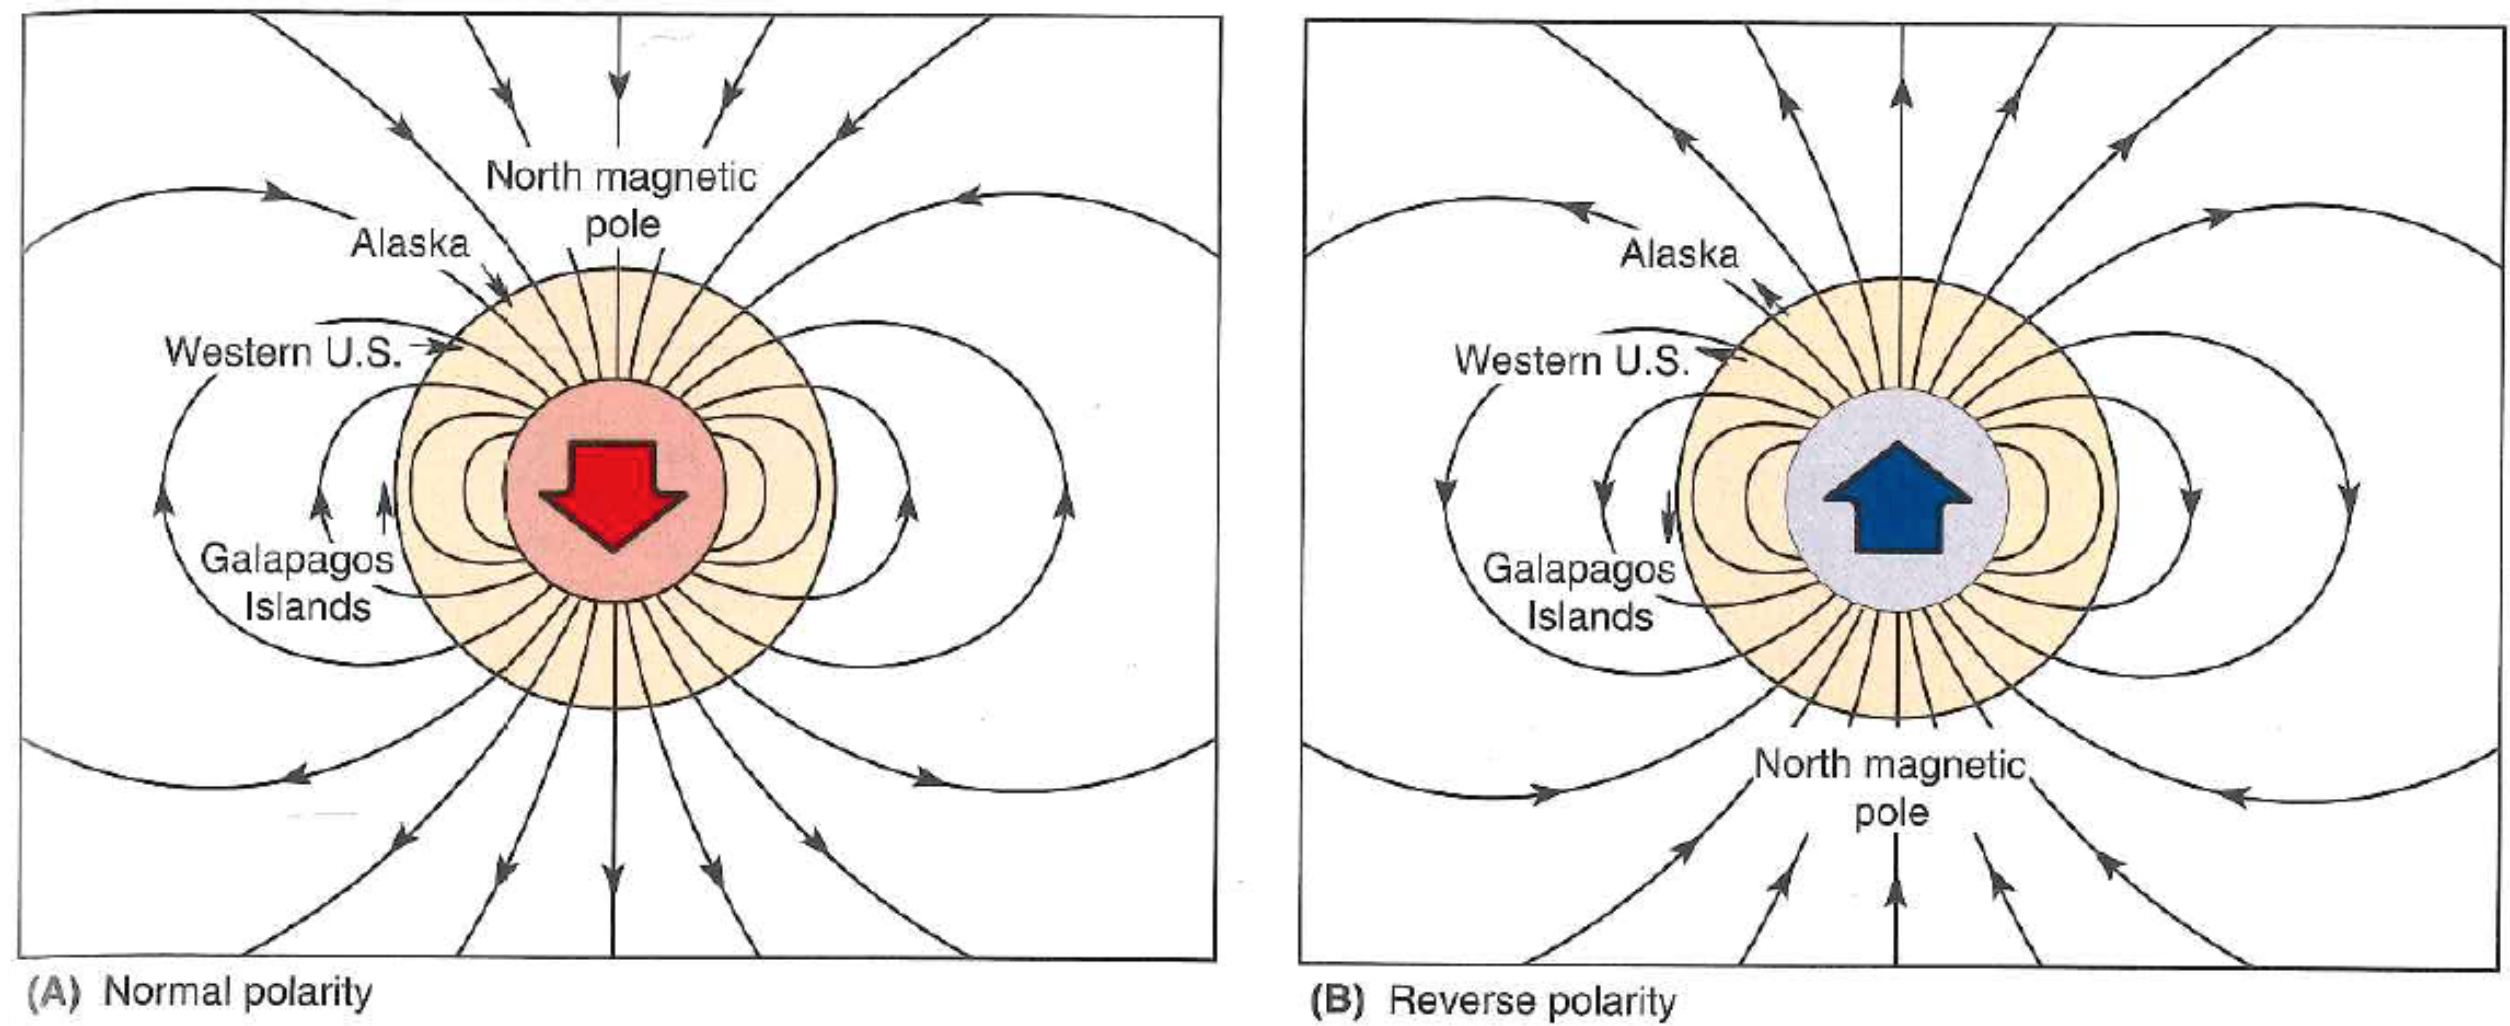 North magnetic
pole
Alaska
Western U.S.
Galapagos
Islands
(A) Normal polarity
Alaska
Western U.S.
Galapagos
Islands
North magnetic
pole
(B) Reverse polarity